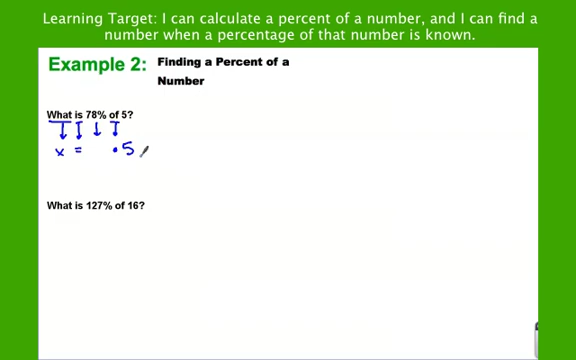 Learning Target: I can calculate a percent of a number, and I can find a
number when a percentage of that number is known.
Example 2: Finding a Percent of a
Number
What is 78% of 5?
x = • 5
What is 127% of 16?